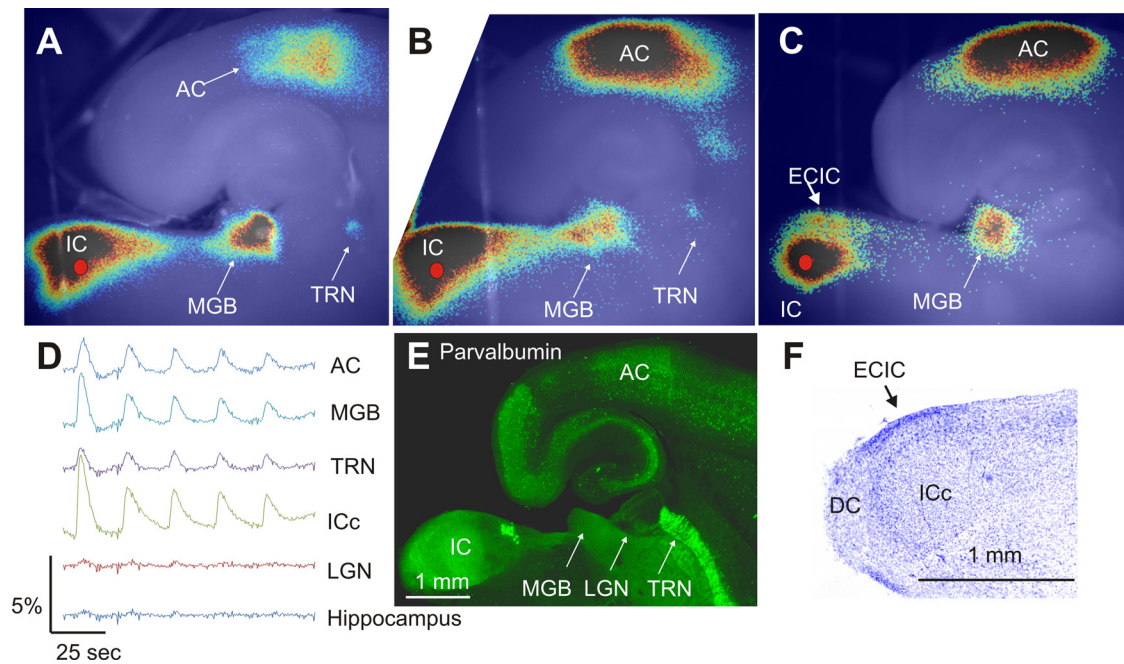 A
AC
IC
MGB
TRN
B
AC
IC
MGB
TRN
C
AC
ECIC
IC
MGB
D
AC
MGB
TRN
ICc
LGN
Hippocampus
5%
25 sec
E Parvalbumin
AC
IC
1 mm
MGB LGN TRN
F
ECIC
DC
ICc
1 mm